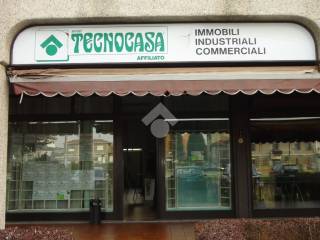 TECNOCASA
AFFILIATO
IMMOBILI
INDUSTRIALI
COMMERCIALI